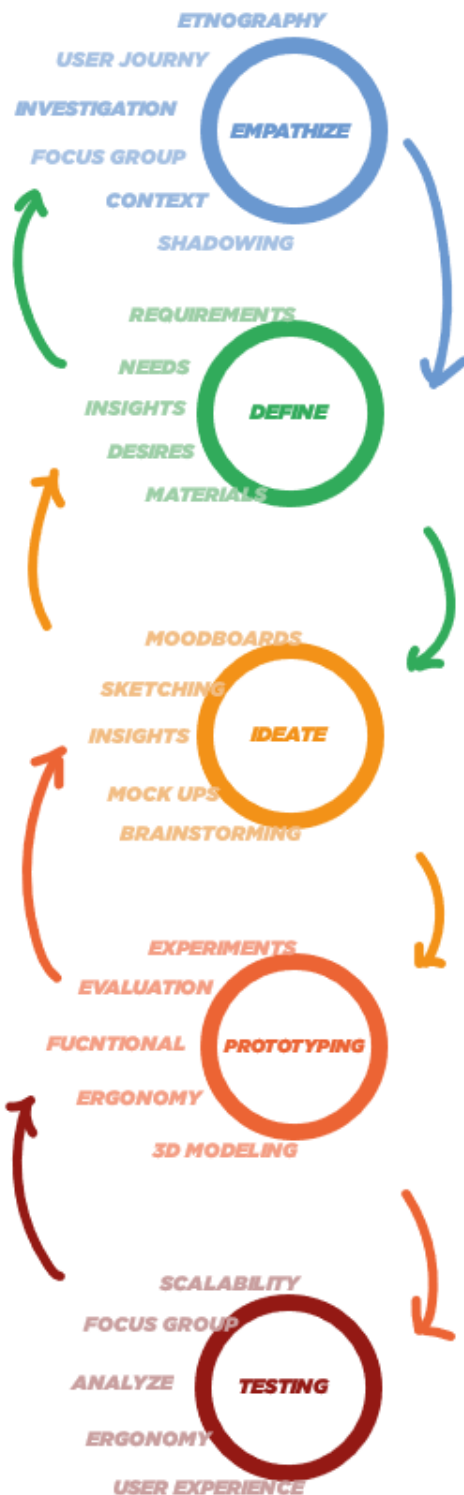 ETNOGRAPHY
USER JOURNY
INVESTIGATION
EMPATHIZE
FOCUS GROUP
CONTEXT
SHADOWING
REQUIREMENTS
NEEDS
INSIGHTS
DEFINE
DESIRES
MATERIALS
MOODBOARDS
SKETCHING
INSIGHTS
IDEATE
MOCK UPS
BRAINSTORMING
EXPERIMENTS
EVALUATION
FUCNTIONAL
PROTOTYPING
ERGONOMY
3D MODELING
SCALABILITY
FOCUS GROUP
ANALYZE
TESTING
ERGONOMY
USER EXPERIENCE